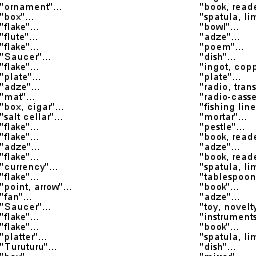 "ornament"... "book, reade
"box"... "spatula, lim
"flake"... "bowl"...
"flute"... "adze"...
"flake"... "poem"...
"Saucer"... "dish"...
"flake"... "ingot, copp
"plate"... "plate"...
"adze"... "radio, trans
"mat"... "radio-casse
"box, cigar"... "fishing line
"salt cellar"... "mortar"...
"flake"... "pestle"...
"flake"... "book, reade
"adze"... "adze"...
"flake"... "book, reade
"currency"... "spatula, lim
"flake"... "tablespoon
"point, arrow"... "book"...
"fan"... "adze"...
"Saucer"... "toy, novelty
"flake"... "instruments
"flake"... "book"...
"platter"... "spatula, lim
"Turuturu"... "dish"...